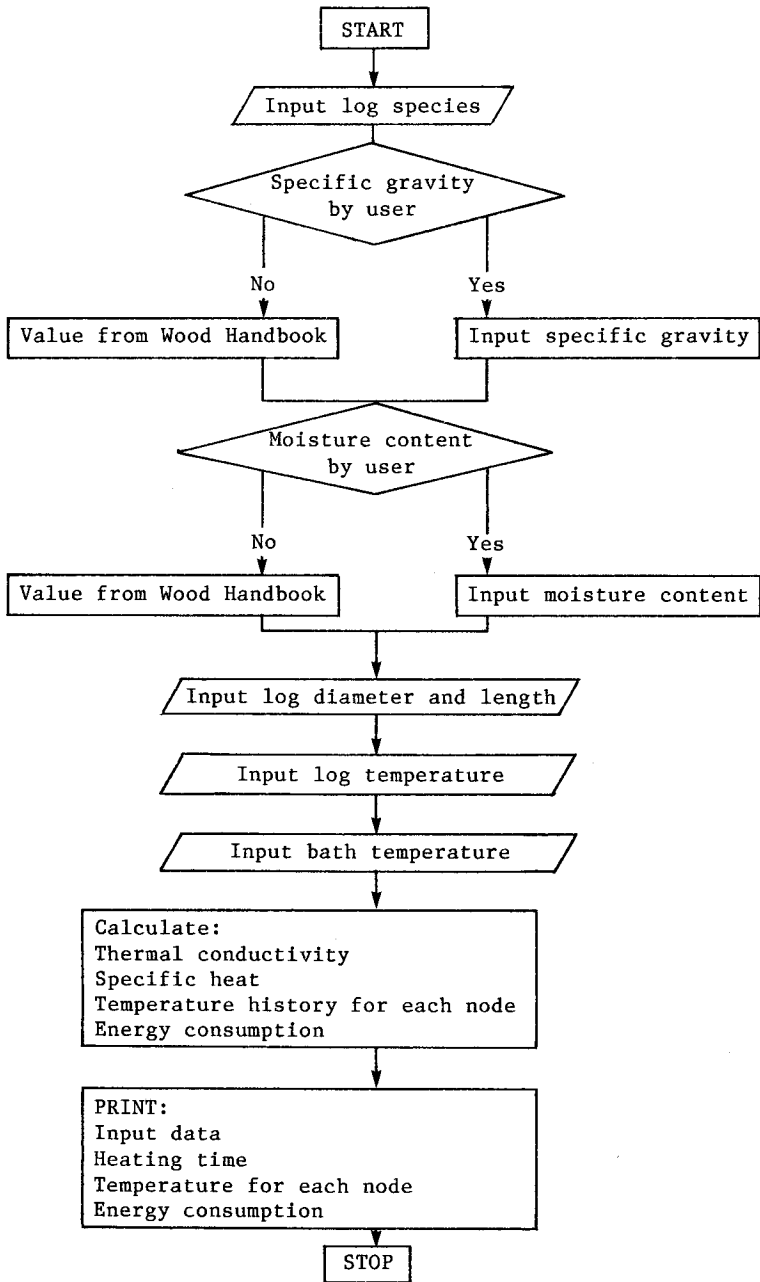 START
Input log species
Specific gravity
by user
No
Yes
Value from Wood Handbook
Input specific gravity
Moisture content
by user
No
Yes
Value from Wood Handbook
Input moisture content
Input log diameter and length
Input log temperature
Input bath temperature
Calculate:
Thermal conductivity
Specific heat
Temperature history for each node
Energy consumption
PRINT:
Input data
Heating time
Temperature for each node
Energy consumption
STOP